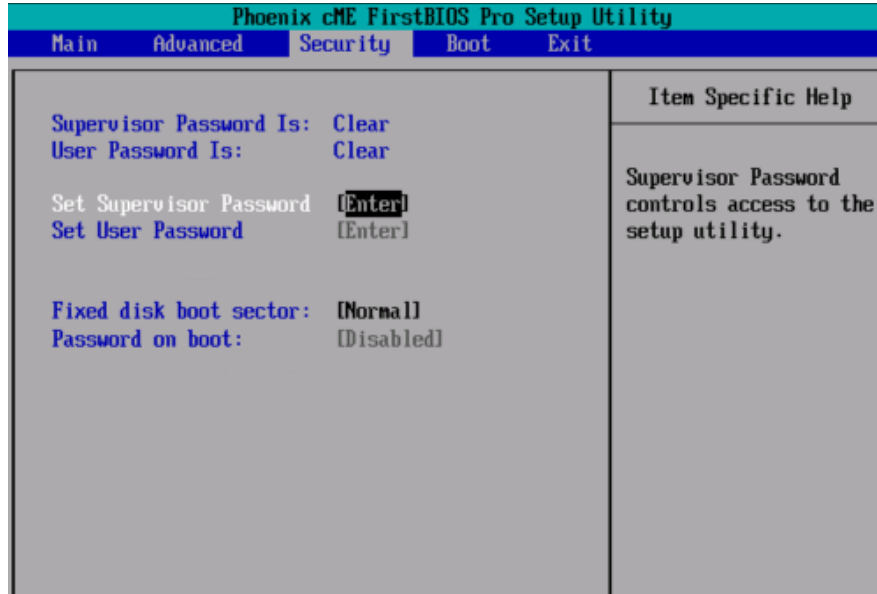 Phoenix cME FirstBIOS Pro Setup Utility
Main Advanced Security Boot Exit
Item Specific Help
Supervisor Password Is: Clear
User Password Is: Clear
Set Supervisor Password [Enter]
Set User Password [Enter]
Fixed disk boot sector: [Normal]
Password on boot: [Disabled]
Supervisor Password
controls access to the
setup utility.